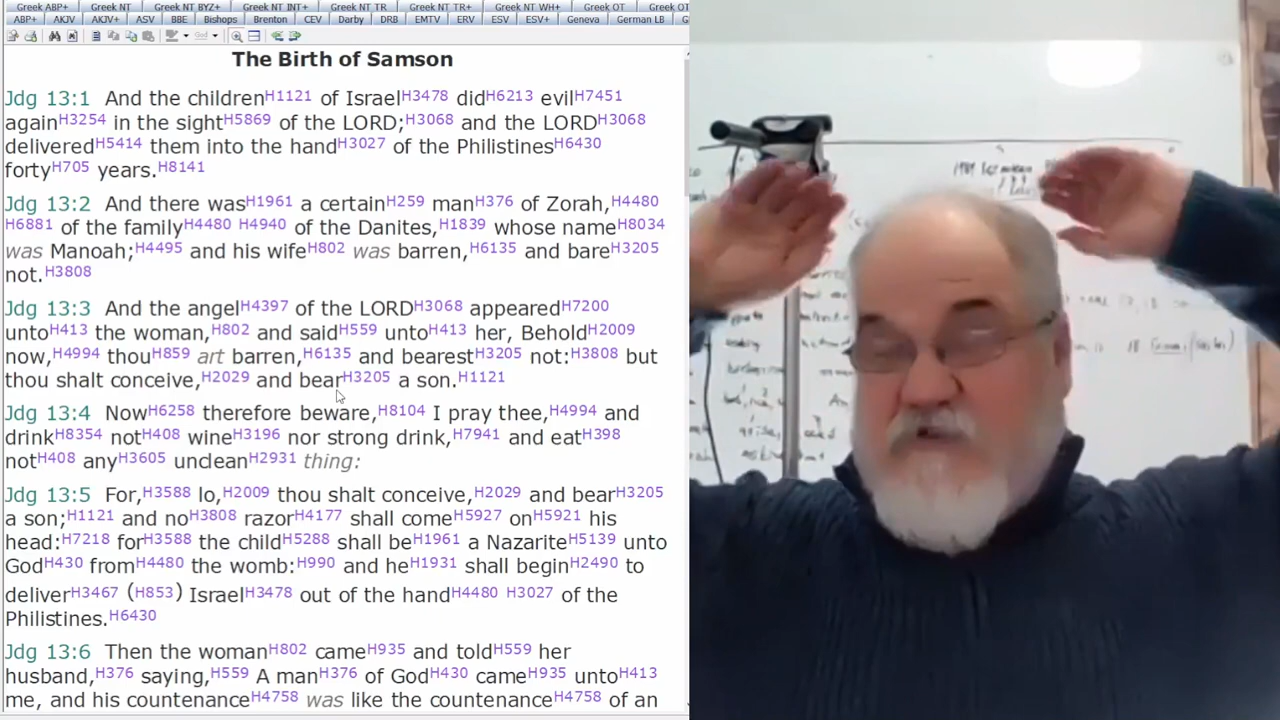 Greek ABP+ Greek NT Greek NT BYZ+ Greek NT INT+ Greek NT TR Greek NT TR+ Greek NT WH+ Greek OT Greek OT
ABP+ AKJV AKJV+ ASV BBE Bishops Brenton CEV Darby DRB EMTV ERV ESV ESV+ Geneva German LB G
The Birth of Samson
Jdg 13:1 And the childrenH1121 of IsraelH3478 didH6213 evilH7451
againH3254 in the sightH5869 of the LORD;H3068 and the LORDH3068
deliveredH5414 them into the handH3027 of the PhilistinesH6430
fortyH705 years.H8141
Jdg 13:2 And there wasH1961 a certainH259 manH376 of Zorah,H4480
H6881 of the familyH4480 H4940 of the Danites,H1839 whose nameH8034
was Manoah;H4495 and his wifeH802 was barren,H6135 and bareH3205
not.H3808
Jdg 13:3 And the angelH4397 of the LORDH3068 appearedH7200
untoH413 the woman,H802 and saidH559 untoH413 her, BeholdH2009
now,H4994 thouH859 art barren,H6135 and bearestH3205 not:H3808 but
thou shalt conceive,H2029 and bearH3205 a son.H1121
Jdg 13:4 NowH6258 therefore beware,H8104 I pray thee,H4994 and
drinkH8354 notH408 wineH3196 nor strong drink,H7941 and eatH398
notH408 anyH3605 uncleanH2931 thing:
Jdg 13:5 For,H3588 lo,H2009 thou shalt conceive,H2029 and bearH3205
a son;H1121 and noH3808 razorH4177 shall comeH5927 onH5921 his
head:H7218 forH3588 the childH5288 shall beH1961 a NazariteH5139 unto
GodH430 fromH4480 the womb:H990 and heH1931 shall beginH2490 to
deliverH3467 (H853) IsraelH3478 out of the handH4480 H3027 of the
Philistines.H6430
Jdg 13:6 Then the womanH802 cameH935 and toldH559 her
husband,H376 saying,H559 A manH376 of GodH430 cameH935 untoH413
me, and his countenanceH4758 was like the countenanceH4758 of an